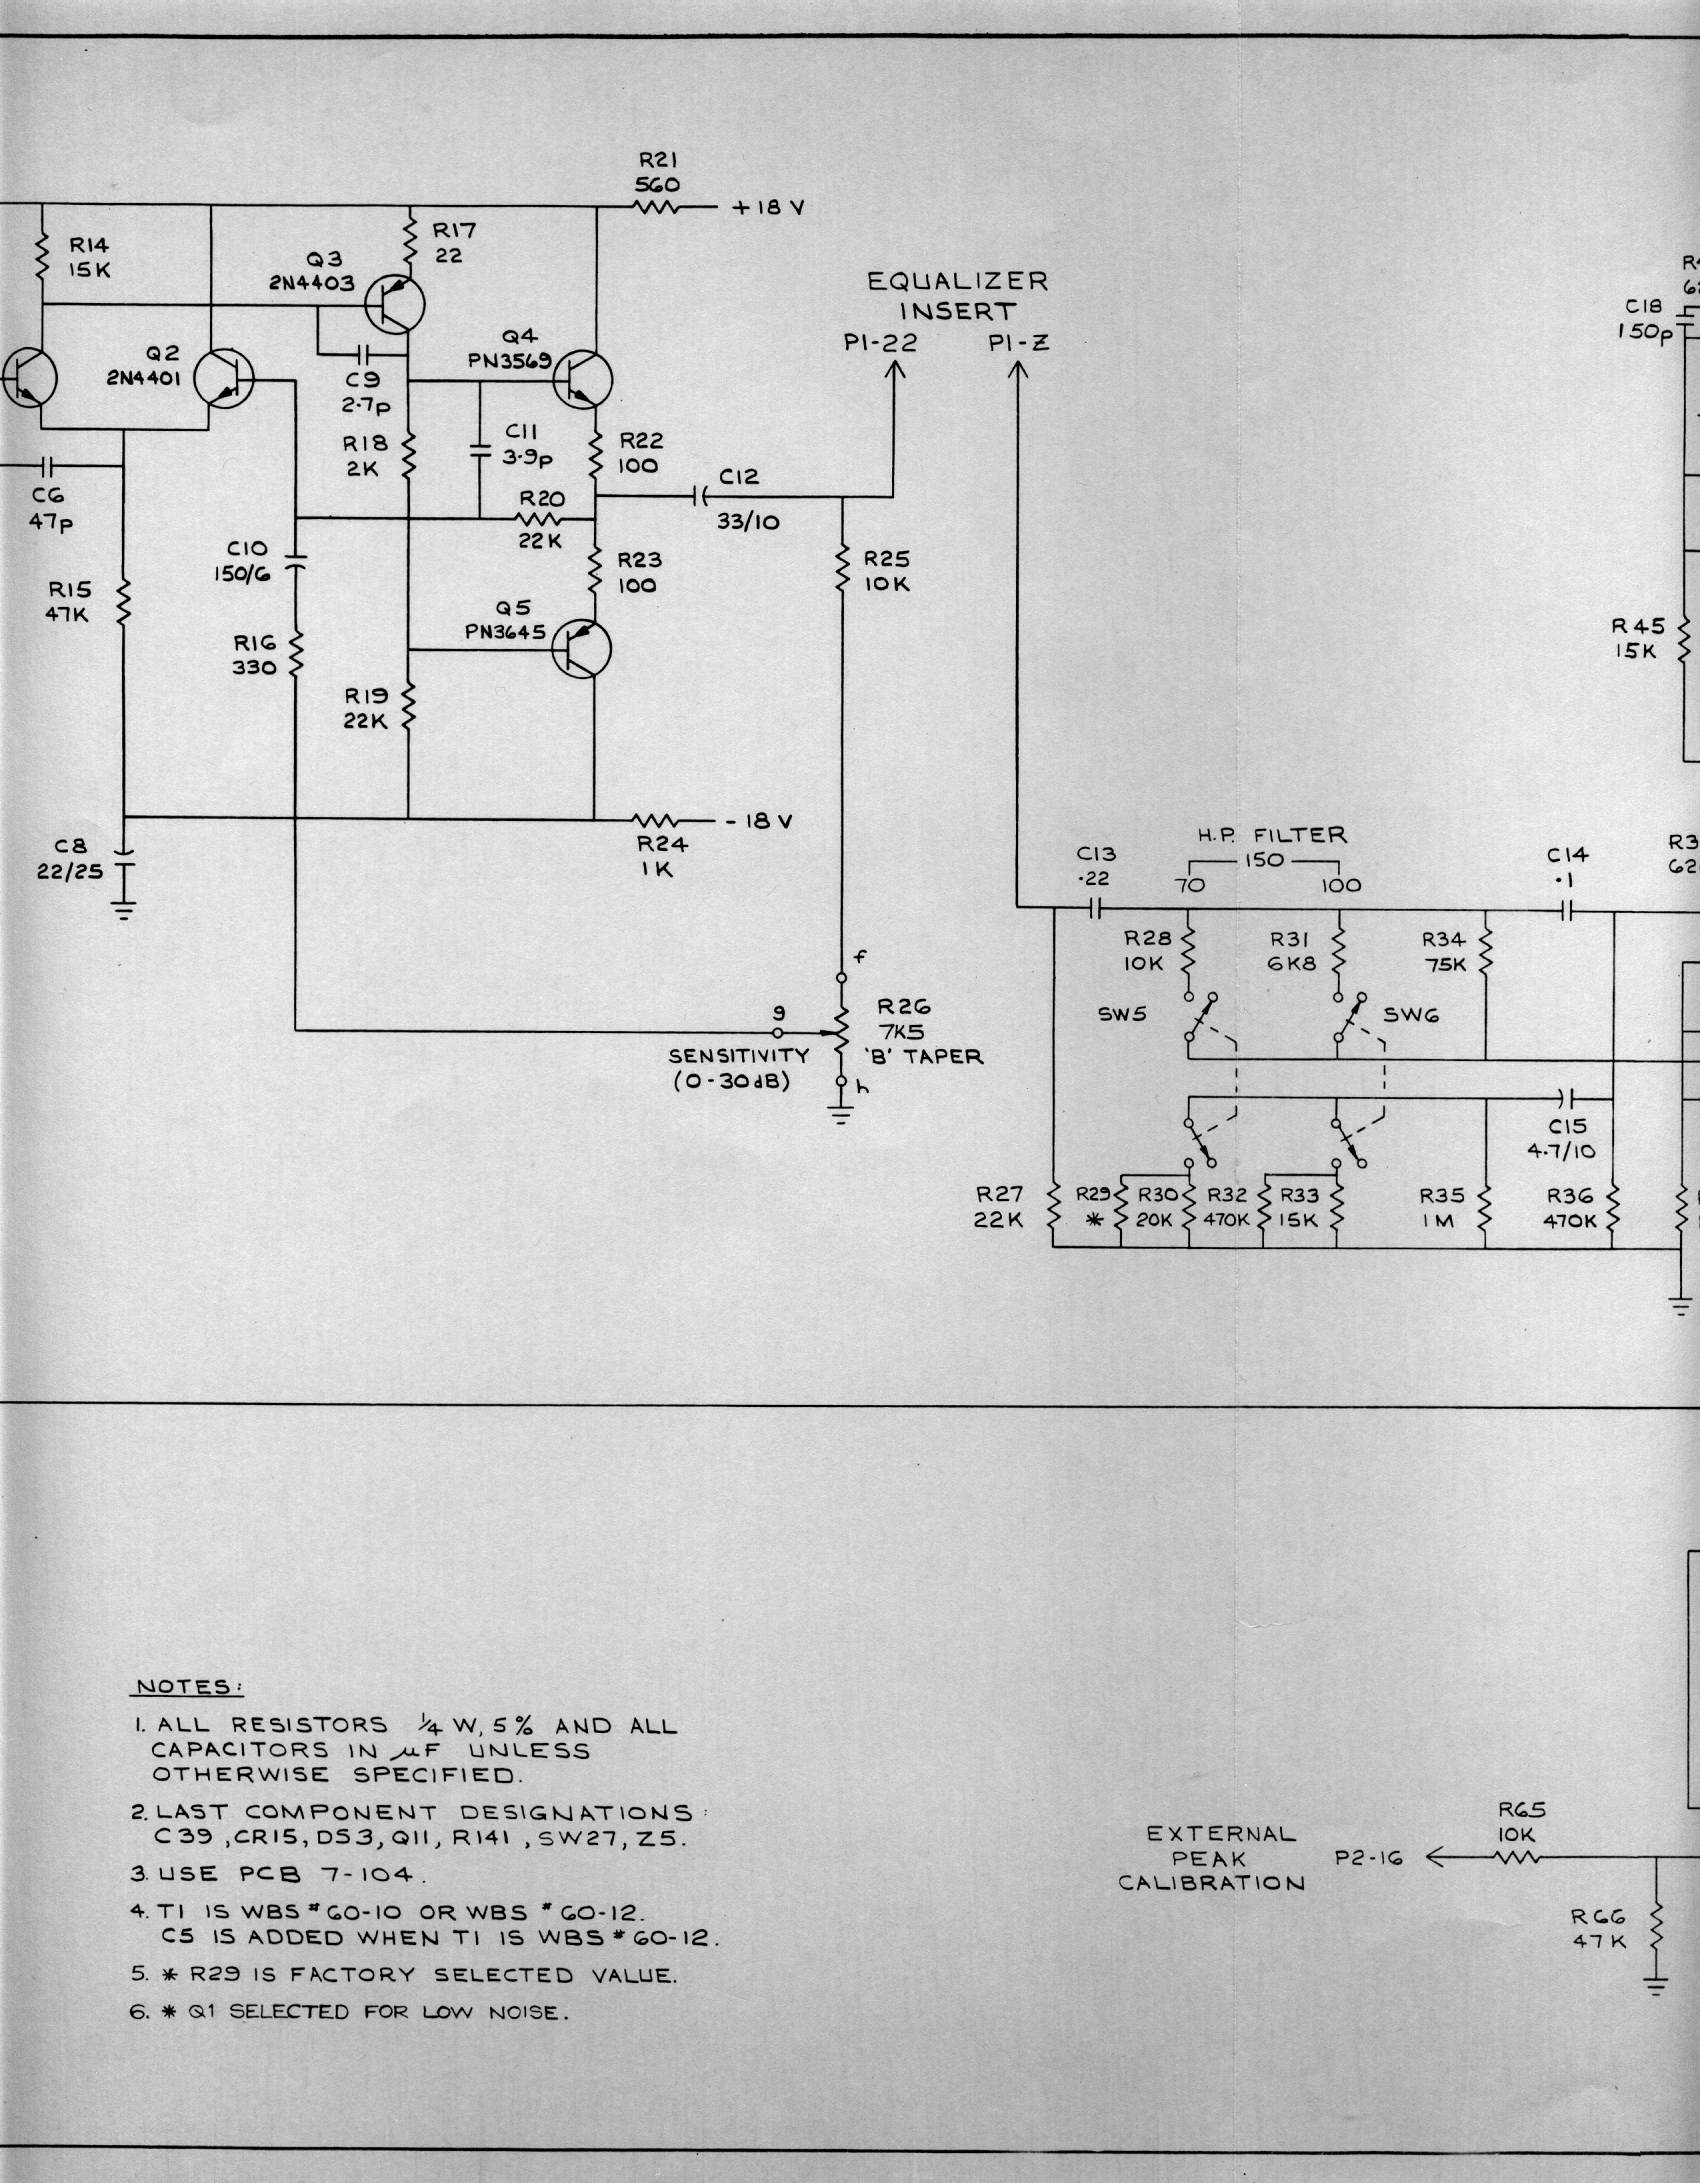 R21
560
+18 V
R14
15K
R17
22
Q3
2N4403
Q2
2N4401
Q4
PN3569
C9
2.7p
C11
3.9p
R18
2K
R22
100
C6
47p
R20
22K
C12
33/10
C10
150/6
R15
47K
R16
330
R23
100
Q5
PN3645
R19
22K
R25
10K
EQUALIZER
INSERT
P1-22 P1-Z
C18
150p
R45
15K
C8
22/25
R24
1K
- 18 V
f
g
h
R26
7K5
'B' TAPER
SENSITIVITY
(0-30dB)
H.P. FILTER
150
70 100
C13
.22
C14
.1
R28
10K
R31
6K8
R34
75K
SW5
SW6
C15
4.7/10
R27
22K
R29
*
R30
20K
R32
470K
R33
15K
R35
1M
R36
470K
NOTES:
1. ALL RESISTORS ¼ W, 5% AND ALL
CAPACITORS IN µF UNLESS
OTHERWISE SPECIFIED.
2. LAST COMPONENT DESIGNATIONS:
C39, CR15, DS3, Q11, R141, SW27, Z5.
3. USE PCB 7-104.
4. T1 IS WBS #60-10 OR WBS #60-12.
C5 IS ADDED WHEN T1 IS WBS #60-12.
5. * R29 IS FACTORY SELECTED VALUE.
6. * Q1 SELECTED FOR LOW NOISE.
EXTERNAL
PEAK
CALIBRATION
P2-16
R65
10K
R66
47K